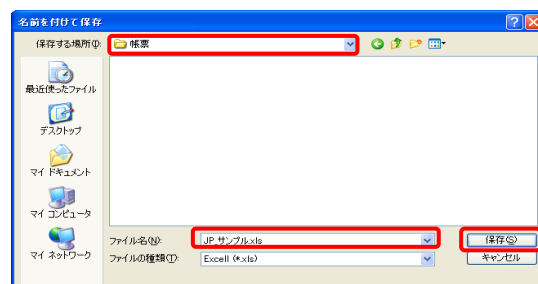 名前を付けて保存
保存する場所(I):
帳票
最近使ったファイル
デスクトップ
マイ ドキュメント
マイ コンピュータ
マイ ネットワーク
ファイル名(N):
JP_サンプル.xls
保存(S)
ファイルの種類(T):
Excell (*.xls)
キャンセル